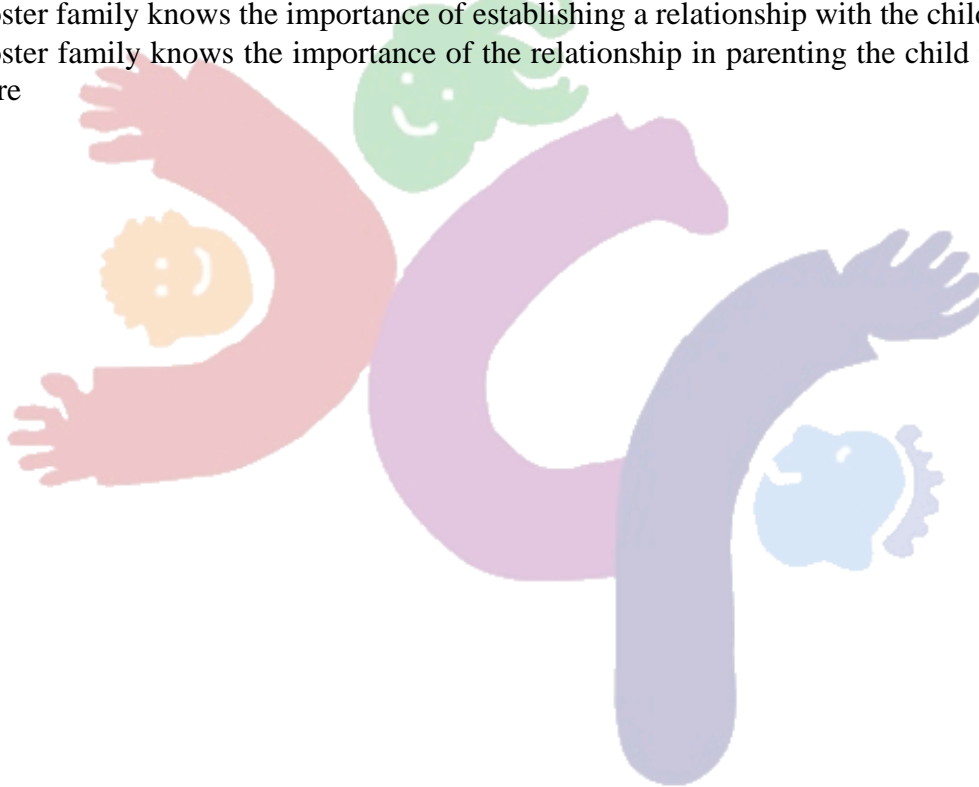 oster family knows the importance of establishing a relationship with the child
oster family knows the importance of the relationship in parenting the child
re